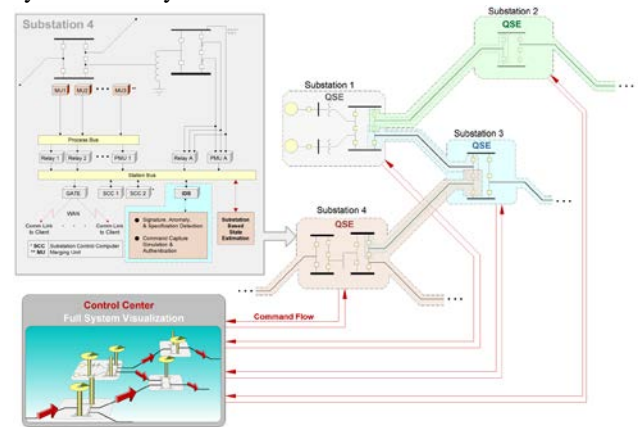 Substation 4
MU1 MU2 MU3 **
Process Bus
Relay 1 Relay 2 PMU 1 Relay A PMU A
Station Bus
GATE SCC 1 SCC 2 * IDS
WAN
Comm Link to Client
Comm Link to Client
* SCC Substation Control Computer
** MU Merging Unit
Signature, Anomaly, & Specification Detection
Command Capture Simulation & Authentication
Substation Based State Estimation
Substation 1
QSE
Substation 2
QSE
Substation 3
QSE
Substation 4
QSE
Control Center
Full System Visualization
Command Flow